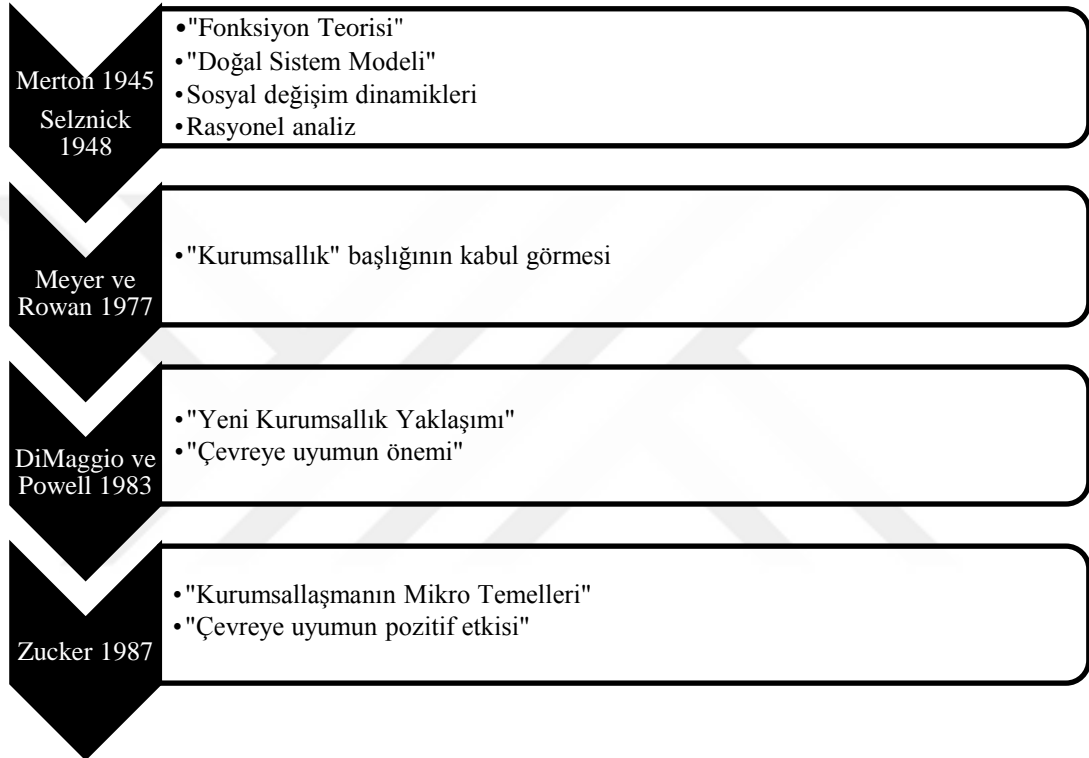 Merton 1945
Selznick
1948
•"Fonksiyon Teorisi"
•"Doğal Sistem Modeli"
•Sosyal değişim dinamikleri
•Rasyonel analiz
Meyer ve
Rowan 1977
•"Kurumsallık" başlığının kabul görmesi
DiMaggio ve
Powell 1983
•"Yeni Kurumsallık Yaklaşımı"
•"Çevreye uyumun önemi"
Zucker 1987
•"Kurumsallaşmanın Mikro Temelleri"
•"Çevreye uyumun pozitif etkisi"